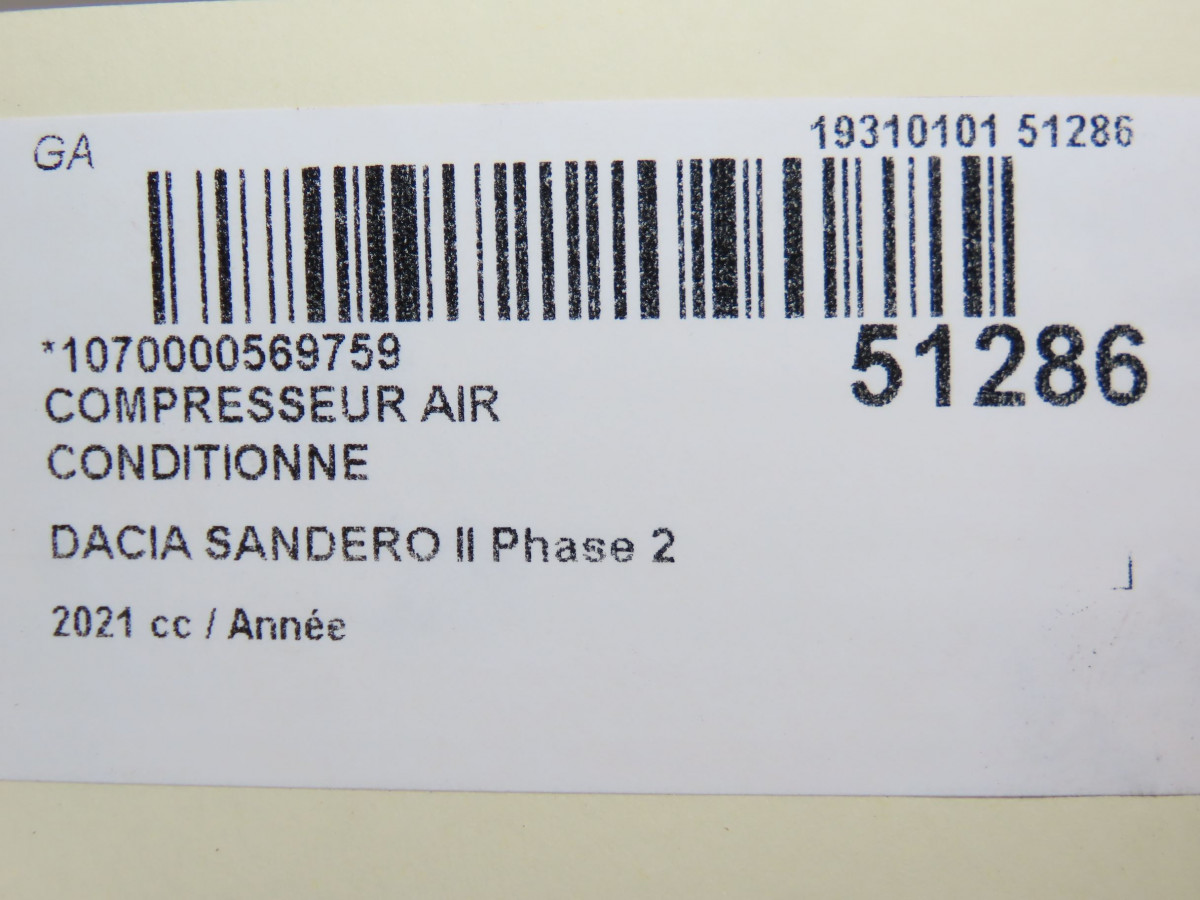 GA
19310101 51286
*1070000569759
51286
COMPRESSEUR AIR
CONDITIONNE
DACIA SANDERO II Phase 2
2021 cc / Année